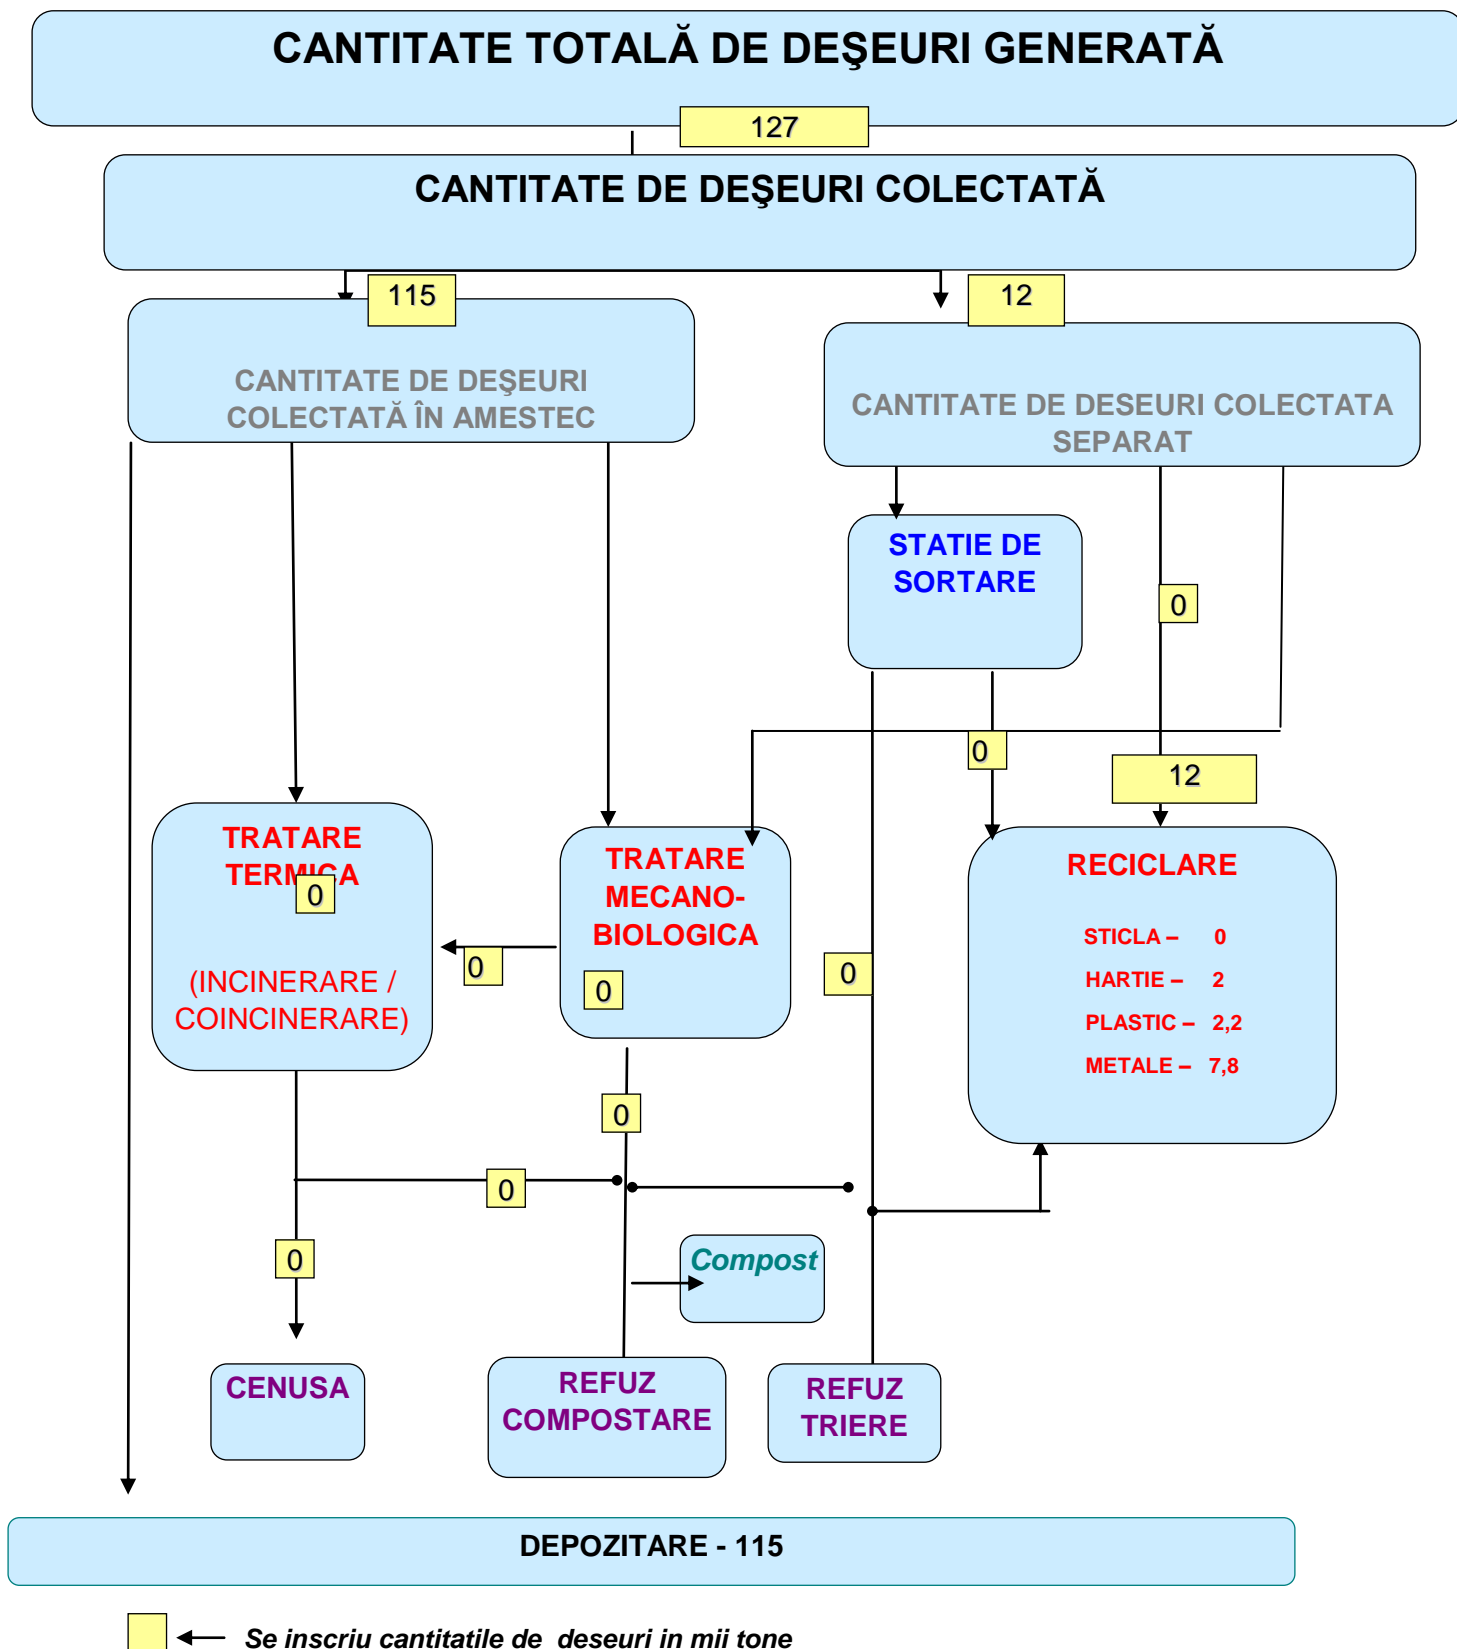 CANTITATE TOTALĂ DE DEŞEURI GENERATĂ
127
CANTITATE DE DEŞEURI COLECTATĂ
115
12
CANTITATE DE DEŞEURI
COLECTATĂ ÎN AMESTEC
CANTITATE DE DESEURI COLECTATA
SEPARAT
STATIE DE
SORTARE
0
0
12
TRATARE
TERMICA
0
(INCINERARE /
COINCINERARE)
0
TRATARE
MECANO-
BIOLOGICA
0
0
RECICLARE
STICLA – 0
HARTIE – 2
PLASTIC – 2,2
METALE – 7,8
0
0
0
Compost
CENUSA
REFUZ
COMPOSTARE
REFUZ
TRIERE
DEPOZITARE - 115
Se inscriu cantitatile de deseuri in mii tone